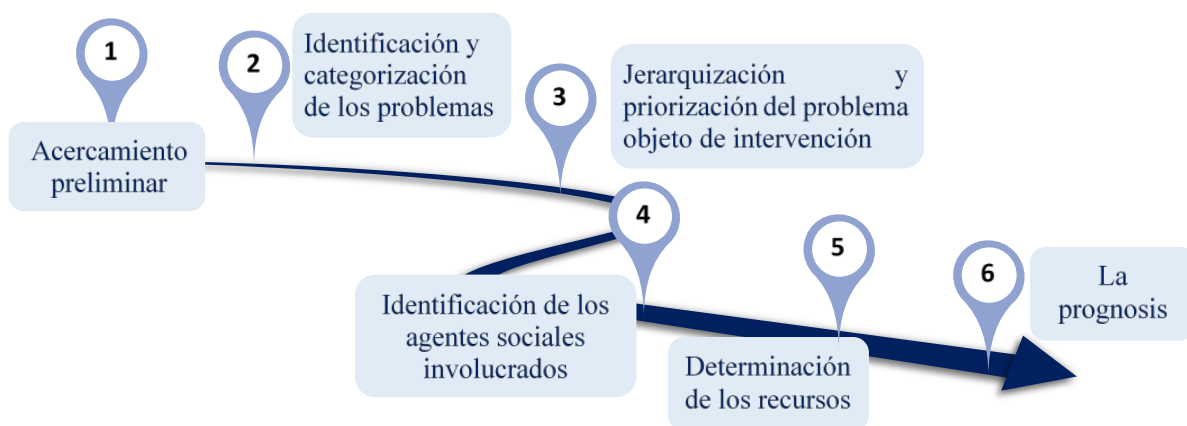 1
Acercamiento
preliminar
2
Identificación y
categorización
de los problemas
3
Jerarquización y
priorización del problema
objeto de intervención
4
Identificación de los
agentes sociales
involucrados
5
Determinación
de los recursos
6
La
prognosis